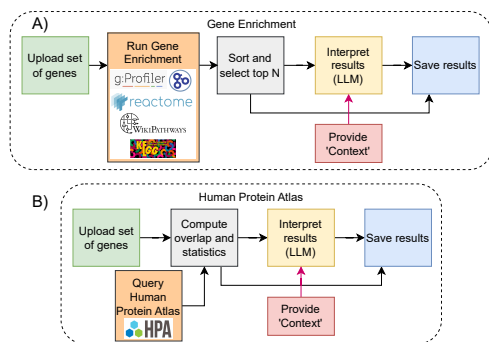 A)
Gene Enrichment
Upload set
of genes
Run Gene
Enrichment
g:Profiler
reactome
WIKIPATHWAYS
KEGG
Sort and
select top N
Interpret
results
(LLM)
Save results
Provide
'Context'
B)
Human Protein Atlas
Upload set
of genes
Compute
overlap and
statistics
Interpret
results
(LLM)
Save results
Query
Human
Protein Atlas
HPA
Provide
'Context'